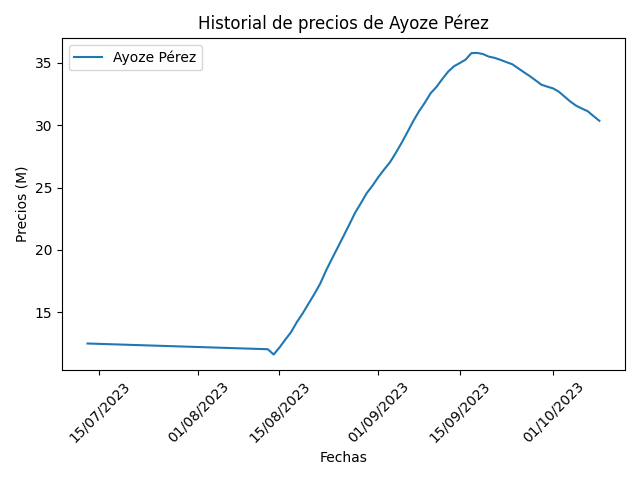 Historial de precios de Ayoze Pérez
Ayoze Pérez
Precios (M)
35
30
25
20
15
15/07/2023
01/08/2023
15/08/2023
01/09/2023
15/09/2023
01/10/2023
Fechas